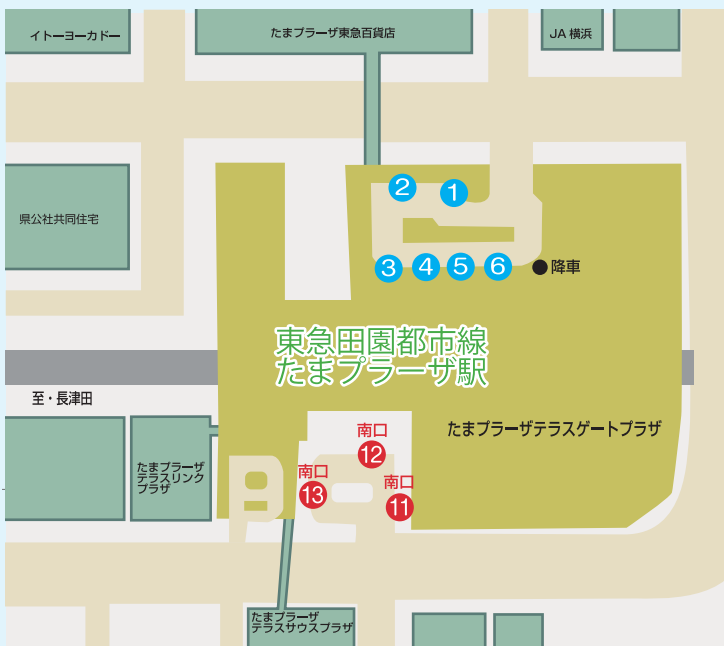 イトーヨーカドー
たまプラーザ東急百貨店
JA 横浜
県公社共同住宅
2
1
3
4
5
6
降車
東急田園都市線
たまプラーザ駅
至・長津田
たまプラーザテラスゲートプラザ
南口
12
南口
13
南口
11
たまプラーザ
テラスリンク
プラザ
たまプラーザ
テラスサウスプラザ